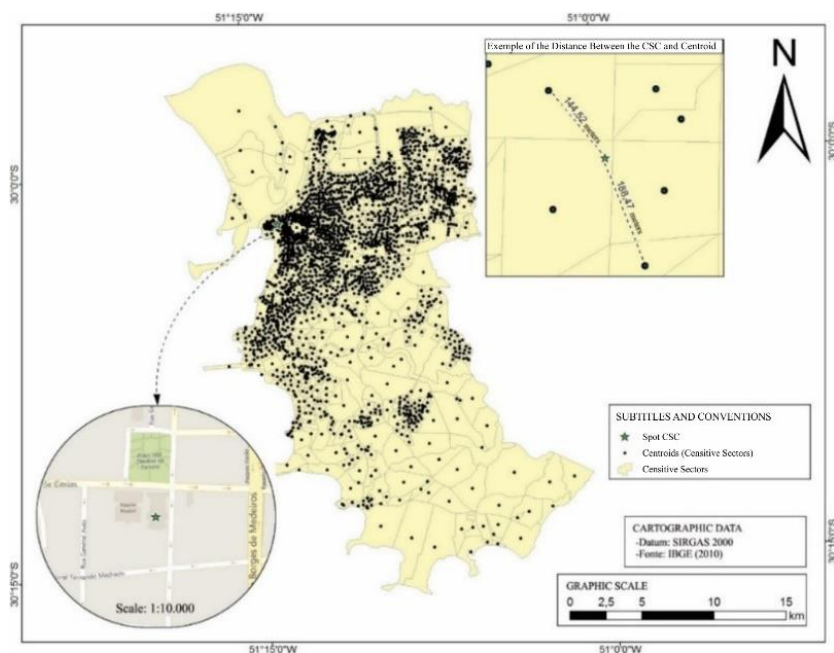 51°15'0"W
51°0'0"W
Exemple of the Distance Between the CSC and Centroid
N
144,52 meters
188,47 meters
30°0'0"S
30°0'0"S
SUBTITLES AND CONVENTIONS
Spot CSC
Centroids (Censitive Sectors)
Censitive Sectors
Borges de Medeiros
Scale: 1:10.000
CARTOGRAPHIC DATA
-Datum: SIRGAS 2000
-Fonte: IBGE (2010)
GRAPHIC SCALE
0 2,5 5 10 15
km
30°15'0"S
30°15'0"S
51°15'0"W
51°0'0"W